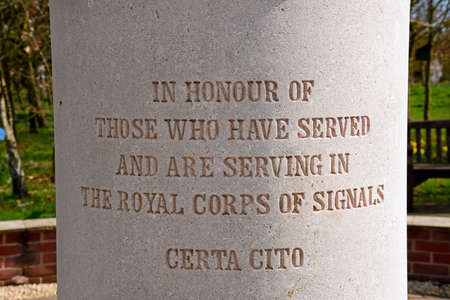 IN HONOUR OF
THOSE WHO HAVE SERVED
AND ARE SERVING IN
THE ROYAL CORPS OF SIGNALS
CERTA CITO